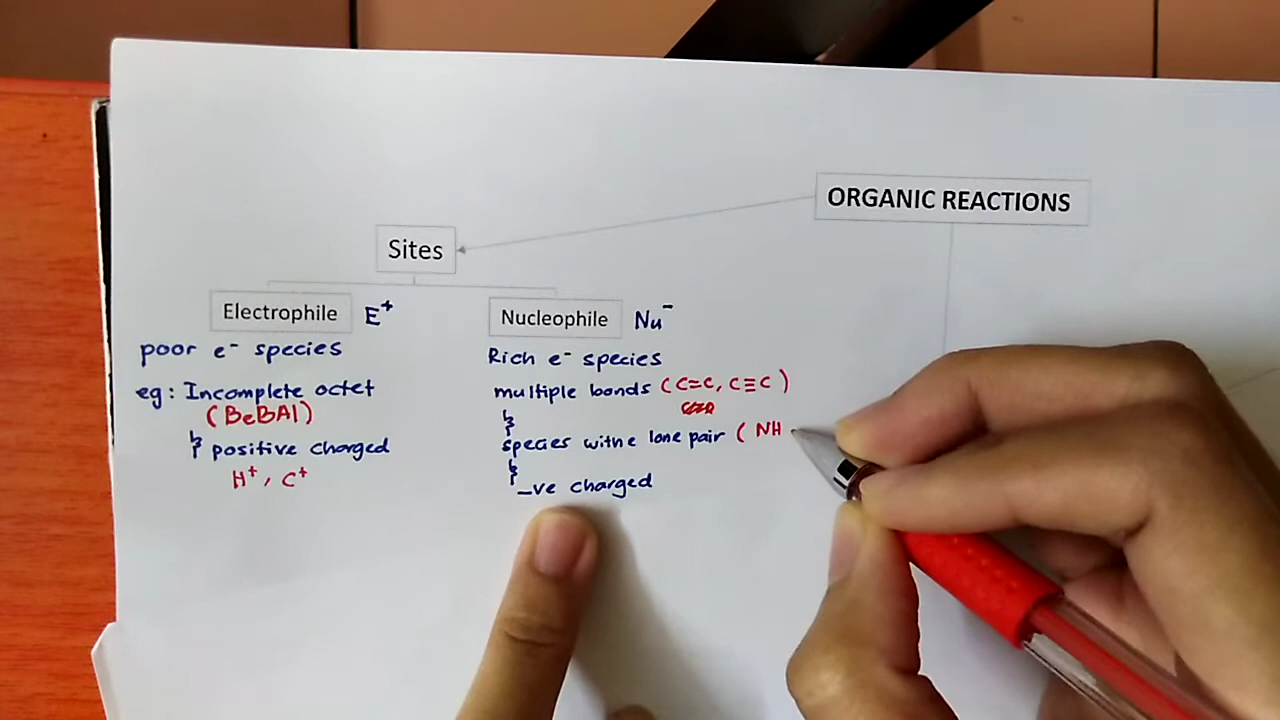 ORGANIC REACTIONS
Sites
Electrophile E⁺
poor e⁻ species
eg: Incomplete octet
(BeBAl)
& positive charged
H⁺, C⁺
Nucleophile Nu⁻
Rich e⁻ species
multiple bonds (C=C, C≡C)
&
species withe lone pair ( NH
&
-ve charged